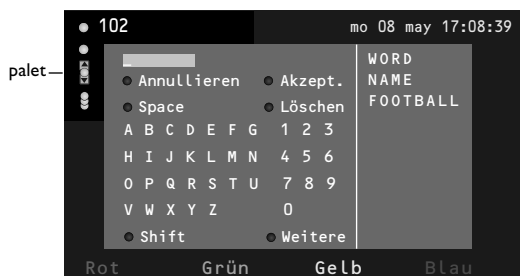 102 mo 08 may 17:08:39
palet
_ WORD
Annullieren Akzept. NAME
Space Löschen FOOTBALL
A B C D E F G 1 2 3
H I J K L M N 4 5 6
O P Q R S T U 7 8 9
V W X Y Z 0
Shift Weitere
Rot Grün Gelb Blau